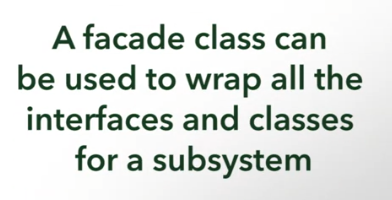 A facade class can
be used to wrap all the
interfaces and classes
for a subsystem